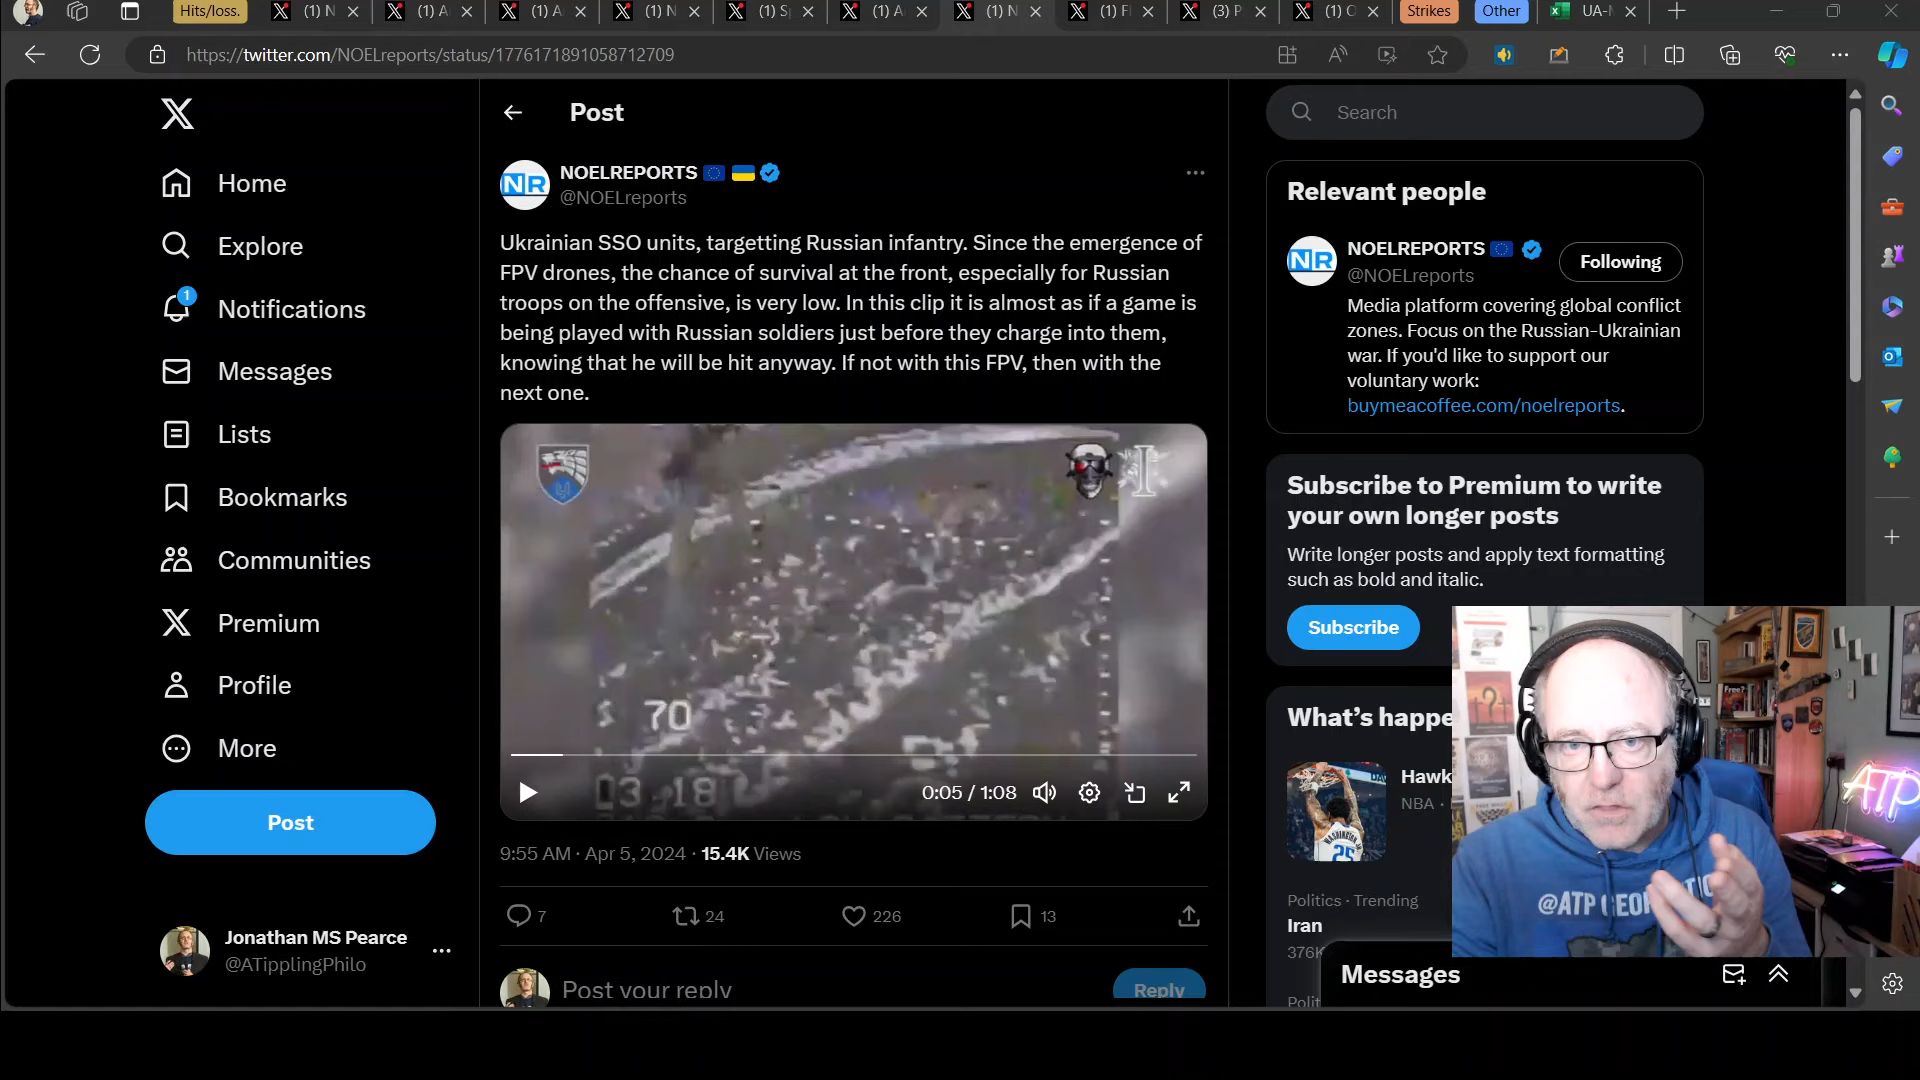 Hits/loss.
(1) N
(1) A
(1) A
(1) N
(1) S
(1) A
(1) N
(1) F
(3) P
(1) O
Strikes
Other
UA-
https://twitter.com/NOELreports/status/1776171891058712709
Home
Explore
1
Notifications
Messages
Lists
Bookmarks
Communities
Premium
Profile
More
Post
Jonathan MS Pearce
@ATipplingPhilo
Post
NR
NOELREPORTS
@NOELreports
Ukrainian SSO units, targetting Russian infantry. Since the emergence of
FPV drones, the chance of survival at the front, especially for Russian
troops on the offensive, is very low. In this clip it is almost as if a game is
being played with Russian soldiers just before they charge into them,
knowing that he will be hit anyway. If not with this FPV, then with the
next one.
70
0:05 / 1:08
9:55 AM · Apr 5, 2024 · 15.4K Views
7
24
226
13
Post your reply
Reply
Search
Relevant people
NR
NOELREPORTS
@NOELreports
Following
Media platform covering global conflict
zones. Focus on the Russian-Ukrainian
war. If you'd like to support our
voluntary work:
buymeacoffee.com/noelreports.
Subscribe to Premium to write
your own longer posts
Write longer posts and apply text formatting
such as bold and italic.
Subscribe
What's happe
Hawk
NBA ·
WASHINGTON
25
Politics · Trending
Iran
376K
Polit
Messages
Free?
ATP
@ATP GEO